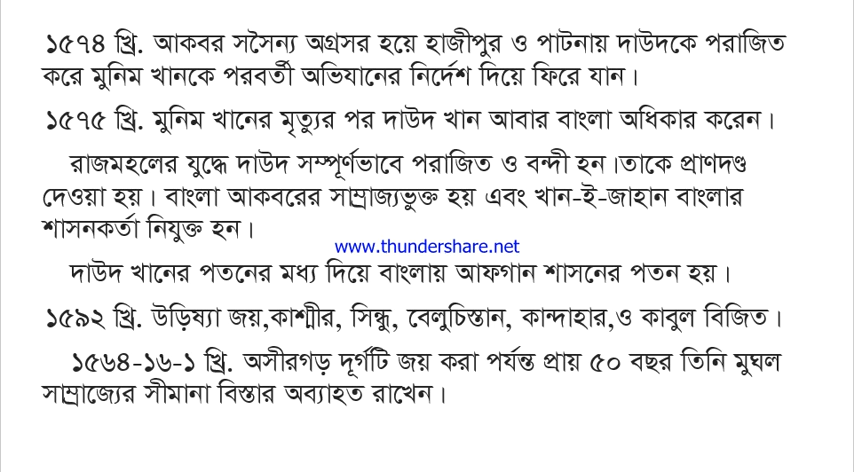 ১৫৭৪ খ্রি. আকবর সসৈন্য অগ্রসর হয়ে হাজীপুর ও পাটনায় দাউদকে পরাজিত
করে মুনিম খানকে পরবর্তী অভিযানের নির্দেশ দিয়ে ফিরে যান।
১৫৭৫ খ্রি. মুনিম খানের মৃত্যুর পর দাউদ খান আবার বাংলা অধিকার করেন।
রাজমহলের যুদ্ধে দাউদ সম্পূর্ণভাবে পরাজিত ও বন্দী হন।তাকে প্রাণদণ্ড
দেওয়া হয়। বাংলা আকবরের সাম্রাজ্যভুক্ত হয় এবং খান-ই-জাহান বাংলার
শাসনকর্তা নিযুক্ত হন।
www.thundershare.net
দাউদ খানের পতনের মধ্য দিয়ে বাংলায় আফগান শাসনের পতন হয়।
১৫৯২ খ্রি. উড়িষ্যা জয়,কাশ্মীর, সিন্ধু, বেলুচিস্তান, কান্দাহার,ও কাবুল বিজিত।
১৫৬৪-১৬-১ খ্রি. অসীরগড় দূর্গটি জয় করা পর্যন্ত প্রায় ৫০ বছর তিনি মুঘল
সাম্রাজ্যের সীমানা বিস্তার অব্যাহত রাখেন।